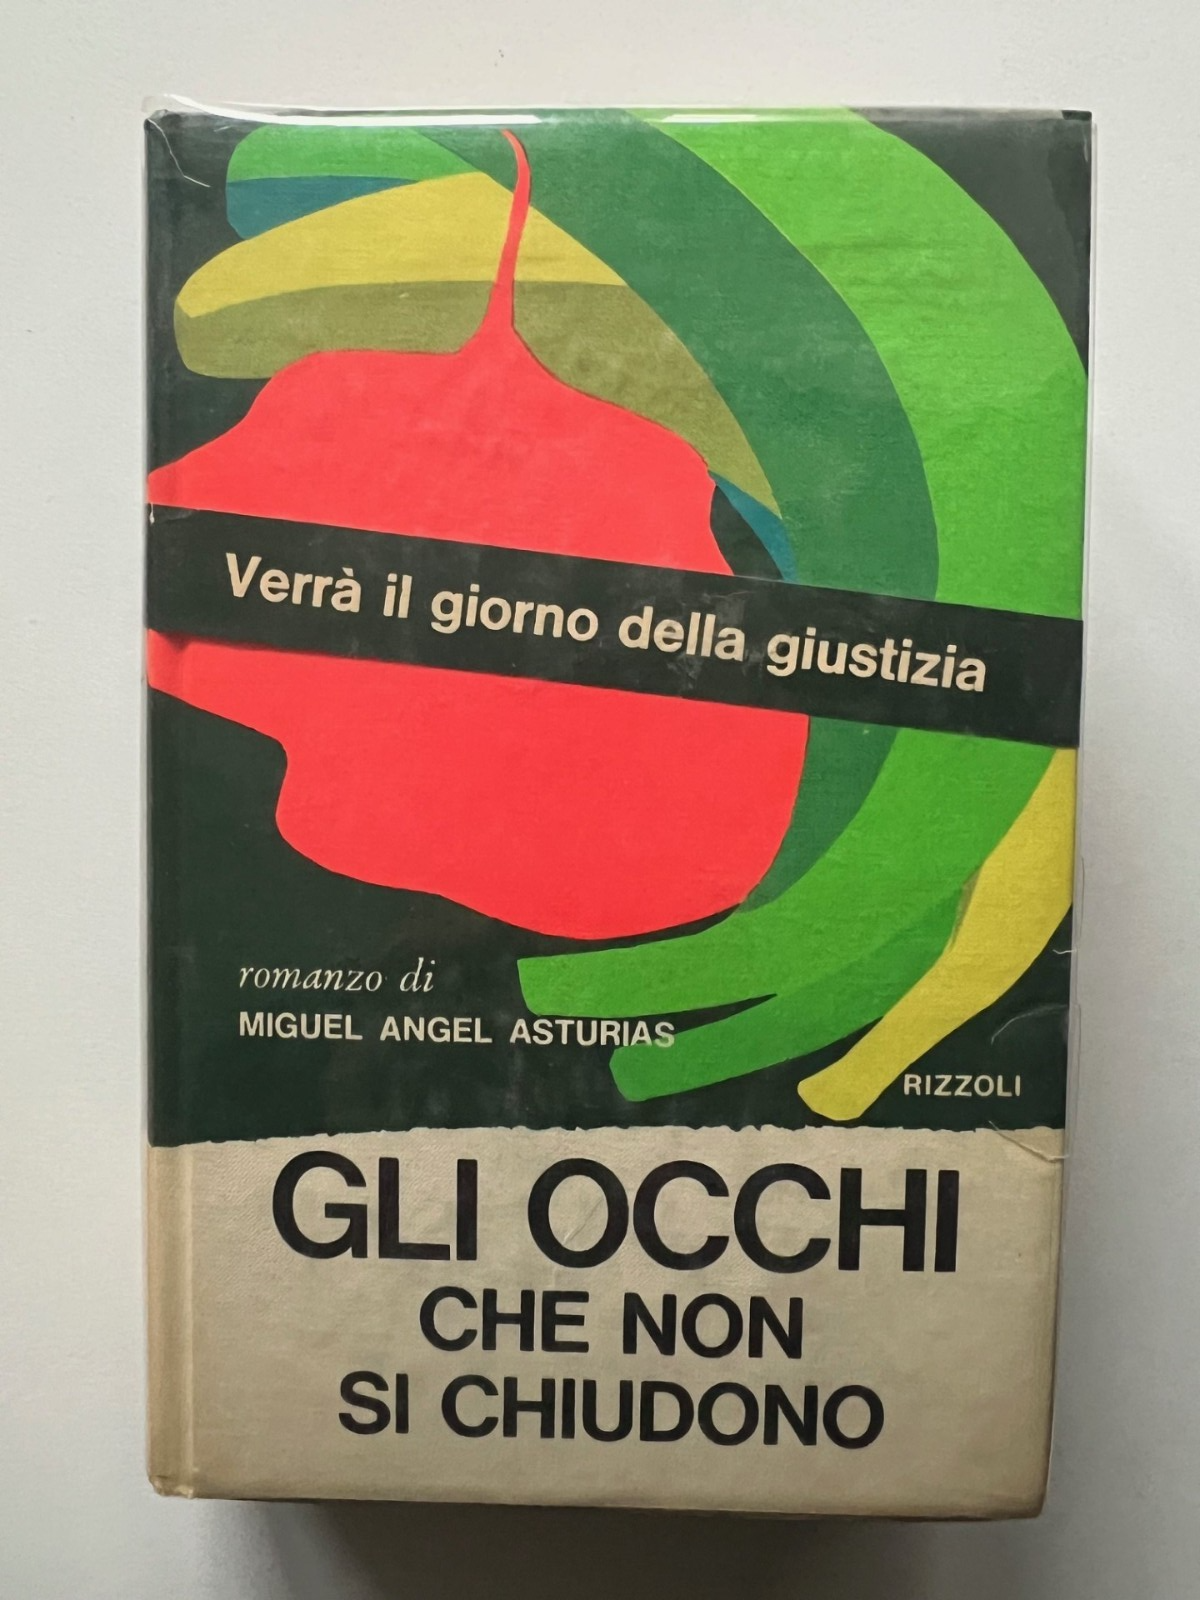 Verrà il giorno della giustizia
romanzo di
MIGUEL ANGEL ASTURIAS
RIZZOLI
GLI OCCHI
CHE NON
SI CHIUDONO